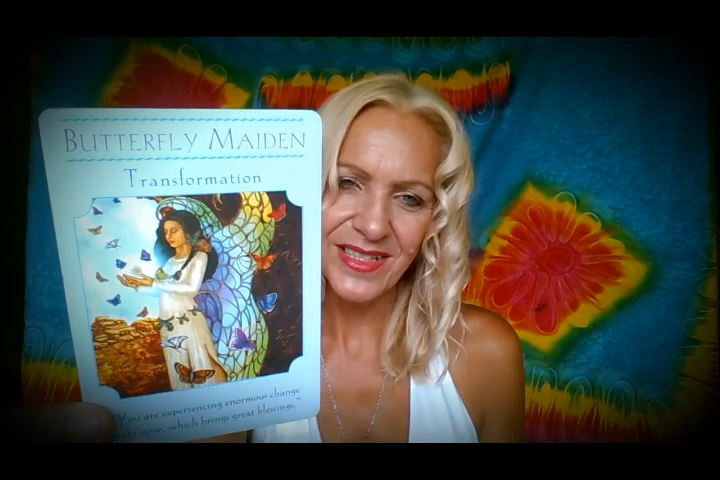 BUTTERFLY MAIDEN
Transformation
"You are experiencing enormous change
right now, which brings great blessings."